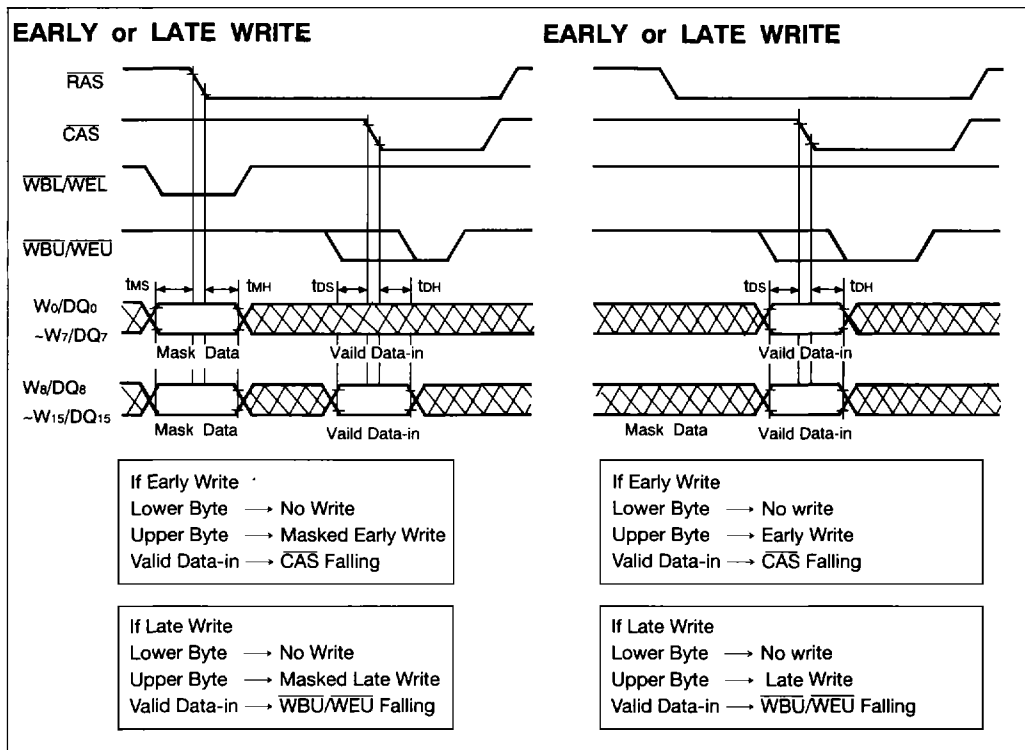 EARLY or LATE WRITE
RAS
CAS
WBL/WEL
WBU/WEU
tMS
tMH
tDS
tDH
W0/DQ0
~W7/DQ7
Mask Data
Vaild Data-in
W8/DQ8
~W15/DQ15
Mask Data
Vaild Data-in
If Early Write
Lower Byte → No Write
Upper Byte → Masked Early Write
Valid Data-in → CAS Falling
If Late Write
Lower Byte → No Write
Upper Byte → Masked Late Write
Valid Data-in → WBU/WEU Falling
EARLY or LATE WRITE
tDS
tDH
Vaild Data-in
Mask Data
Vaild Data-in
If Early Write
Lower Byte → No write
Upper Byte → Early Write
Valid Data-in → CAS Falling
If Late Write
Lower Byte → No write
Upper Byte → Late Write
Valid Data-in → WBU/WEU Falling